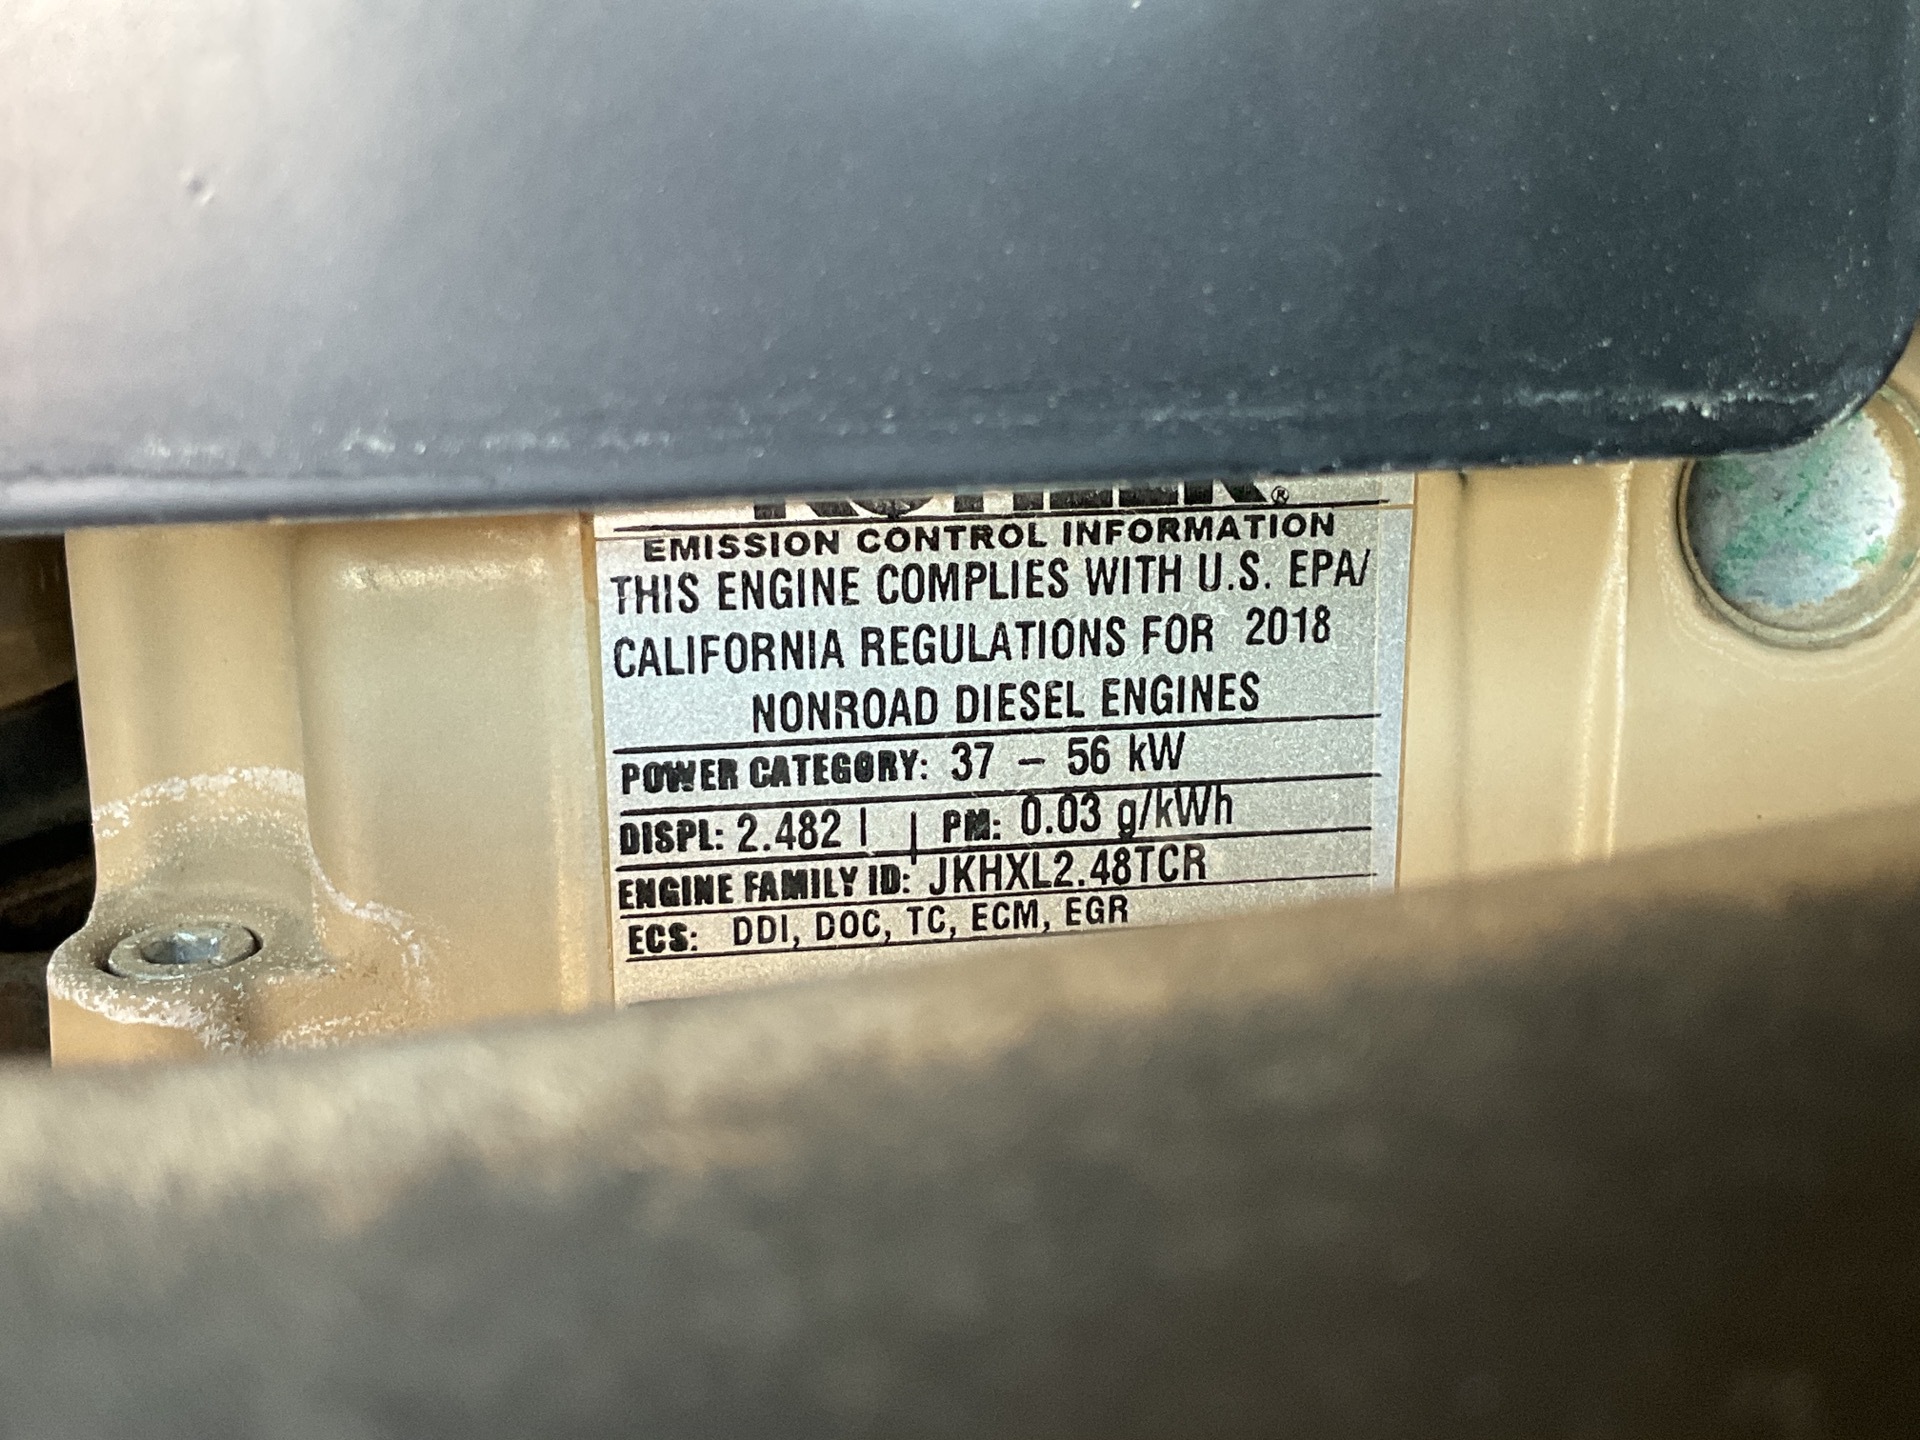 KOHLER®
EMISSION CONTROL INFORMATION
THIS ENGINE COMPLIES WITH U.S. EPA/
CALIFORNIA REGULATIONS FOR 2018
NONROAD DIESEL ENGINES
POWER CATEGORY: 37 – 56 kW
DISPL: 2.482 l | PM: 0.03 g/kWh
ENGINE FAMILY ID: JKHXL2.48TCR
ECS: DDI, DOC, TC, ECM, EGR